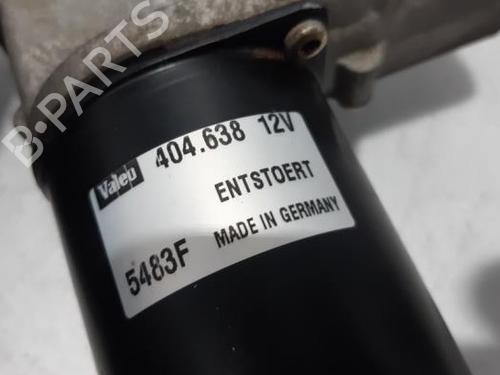 B-PARTS
Valeo 404.638 12V
ENTSTOERT
5483F MADE IN GERMANY